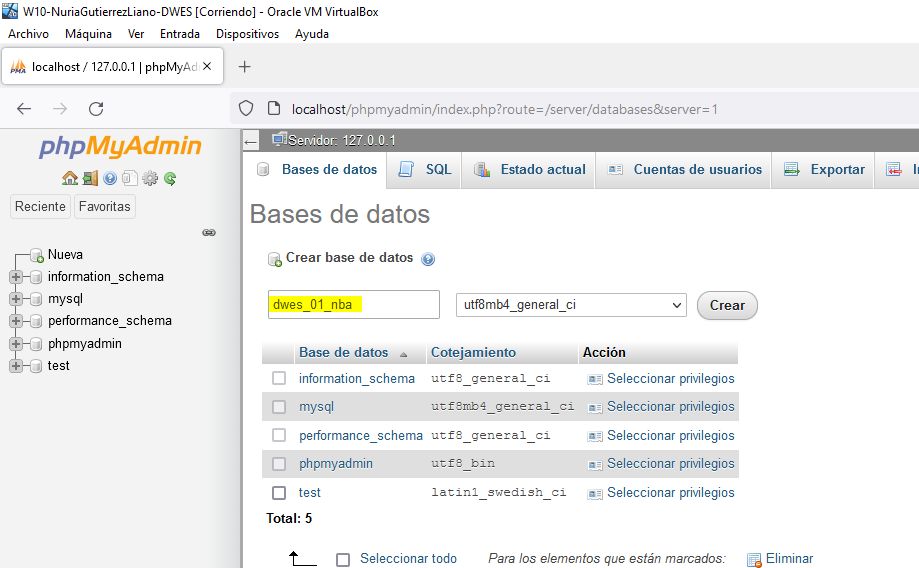 W10-NuriaGutierrezLiano-DWES [Corriendo] - Oracle VM VirtualBox
Archivo Máquina Ver Entrada Dispositivos Ayuda
localhost / 127.0.0.1 | phpMyAd
localhost/phpmyadmin/index.php?route=/server/databases&server=1
phpMyAdmin
Reciente Favoritas
Nueva
information_schema
mysql
performance_schema
phpmyadmin
test
Servidor: 127.0.0.1
Bases de datos SQL Estado actual Cuentas de usuarios Exportar
Bases de datos
Crear base de datos
dwes_01_nba utf8mb4_general_ci Crear
Base de datos Cotejamiento Acción
information_schema utf8_general_ci Seleccionar privilegios
mysql utf8mb4_general_ci Seleccionar privilegios
performance_schema utf8_general_ci Seleccionar privilegios
phpmyadmin utf8_bin Seleccionar privilegios
test latin1_swedish_ci Seleccionar privilegios
Total: 5
Seleccionar todo Para los elementos que están marcados: Eliminar